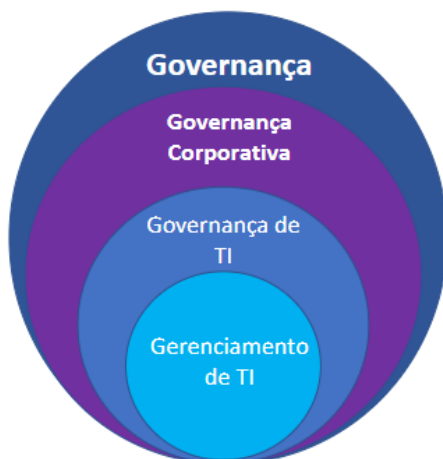 Governança
Governança
Corporativa
Governança de
TI
Gerenciamento
de TI